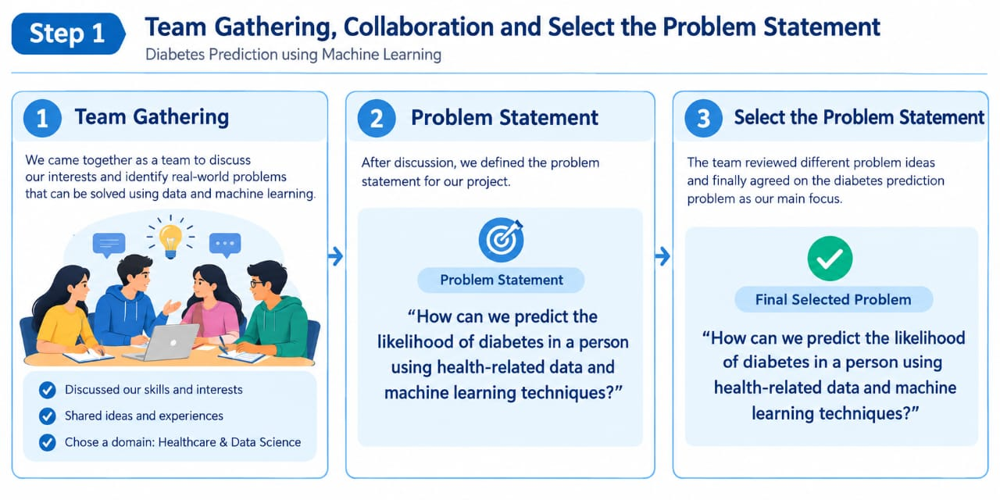 Step 1
Team Gathering, Collaboration and Select the Problem Statement
Diabetes Prediction using Machine Learning
1 Team Gathering
We came together as a team to discuss
our interests and identify real-world problems
that can be solved using data and machine learning.
Discussed our skills and interests
Shared ideas and experiences
Chose a domain: Healthcare & Data Science
2 Problem Statement
After discussion, we defined the problem
statement for our project.
Problem Statement
“How can we predict the
likelihood of diabetes in a person
using health-related data and
machine learning techniques?”
3 Select the Problem Statement
The team reviewed different problem ideas
and finally agreed on the diabetes prediction
problem as our main focus.
Final Selected Problem
“How can we predict the likelihood
of diabetes in a person using
health-related data and machine
learning techniques?”